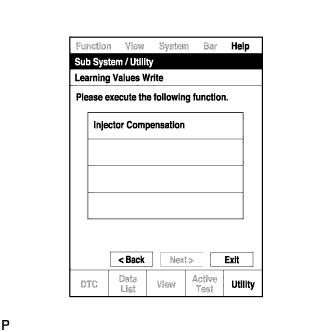 Function View System Bar Help
Sub System / Utility
Learning Values Write
Please execute the following function.
Injector Compensation
< Back Next > Exit
DTC Data List View Active Test Utility
P